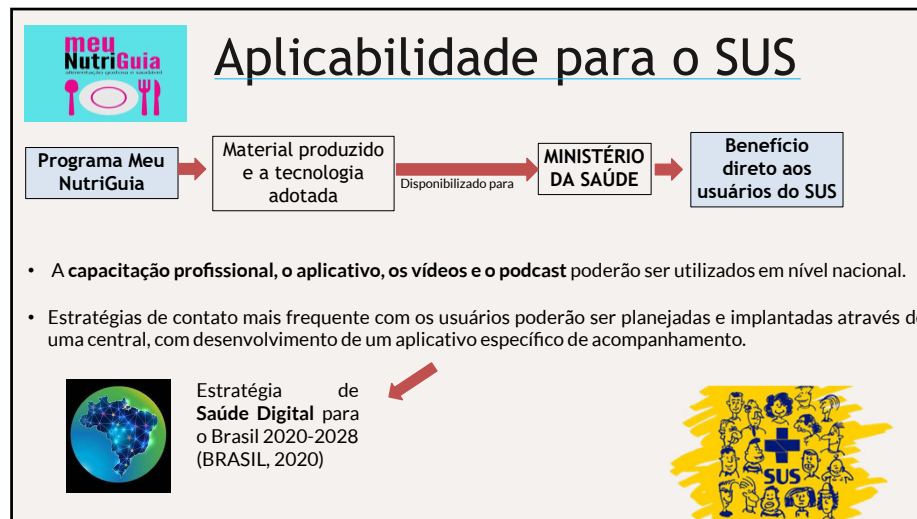 meu
NutriGuia
alimentação gostosa e saudável
Aplicabilidade para o SUS
Programa Meu
NutriGuia
Material produzido
e a tecnologia
adotada
Disponibilizado para
MINISTÉRIO
DA SAÚDE
Benefício
direto aos
usuários do SUS
• A capacitação profissional, o aplicativo, os vídeos e o podcast poderão ser utilizados em nível nacional.
• Estratégias de contato mais frequente com os usuários poderão ser planejadas e implantadas através de
uma central, com desenvolvimento de um aplicativo específico de acompanhamento.
Estratégia de
Saúde Digital para
o Brasil 2020-2028
(BRASIL, 2020)
SUS